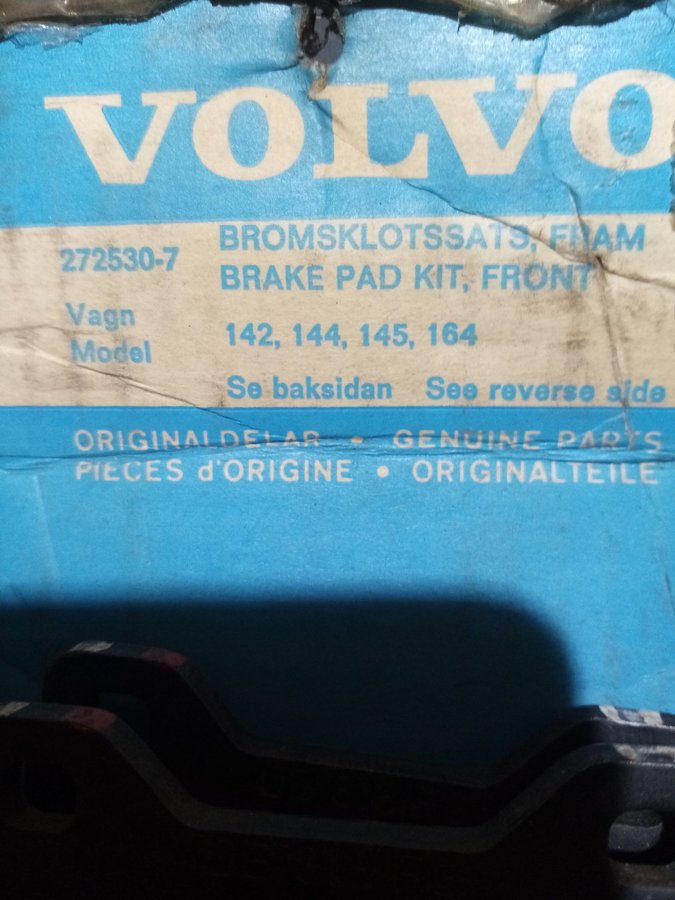 VOLVO
272530-7
BROMSKLOTSSATS, FRAM
BRAKE PAD KIT, FRONT
Vagn
Model
142, 144, 145, 164
Se baksidan See reverse side
ORIGINALDELAR • GENUINE PARTS
PIECES d'ORIGINE • ORIGINALTEILE